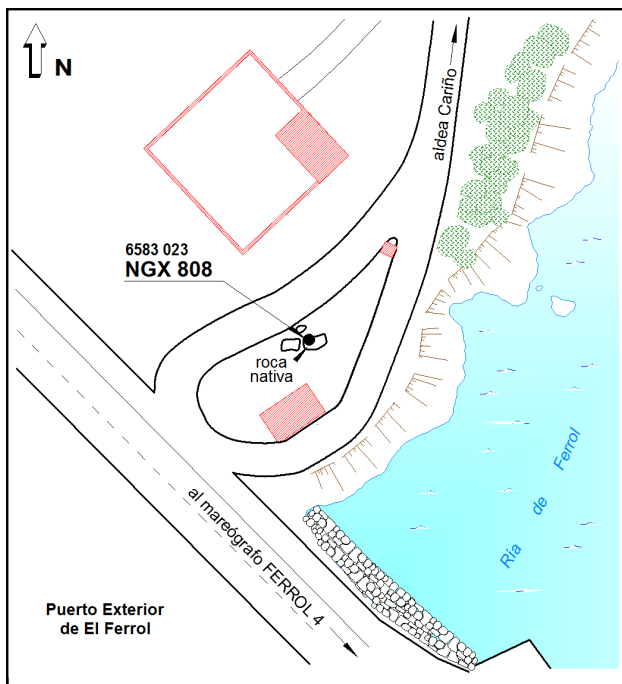 N
aldea Cariño
6583 023
NGX 808
roca
nativa
Ría de Ferrol
al mareógrafo FERROL 4
Puerto Exterior
de El Ferrol